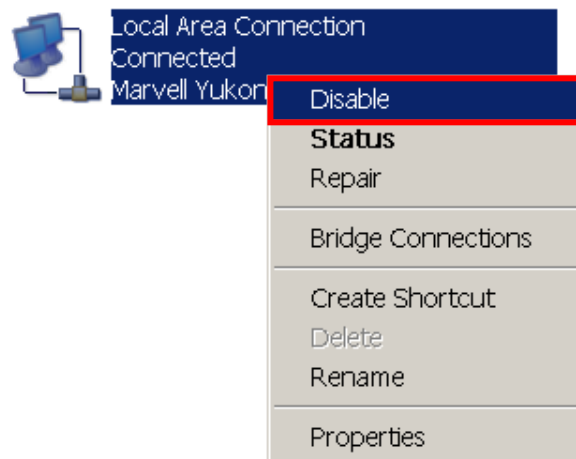 Local Area Connection
Connected
Marvell Yukon
Disable
Status
Repair
Bridge Connections
Create Shortcut
Delete
Rename
Properties